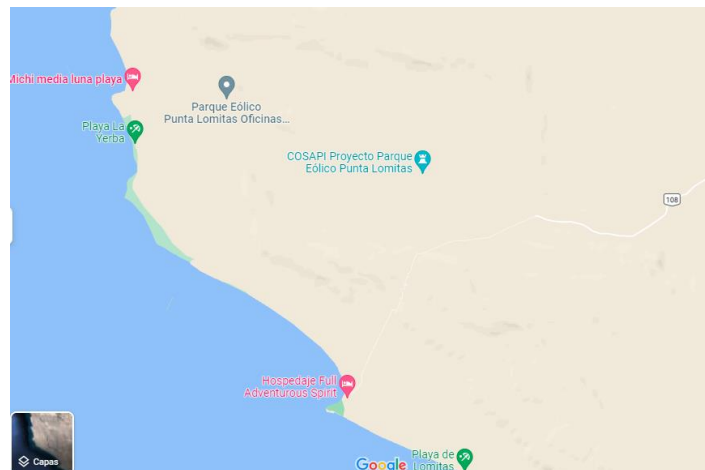 Michi media luna playa
Parque Eólico
Punta Lomitas Oficinas...
Playa La
Yerba
COSAPI Proyecto Parque
Eólico Punta Lomitas
108
Hospedaje Full
Adventurous Spirit
Playa de
Lomitas
Google
Capas